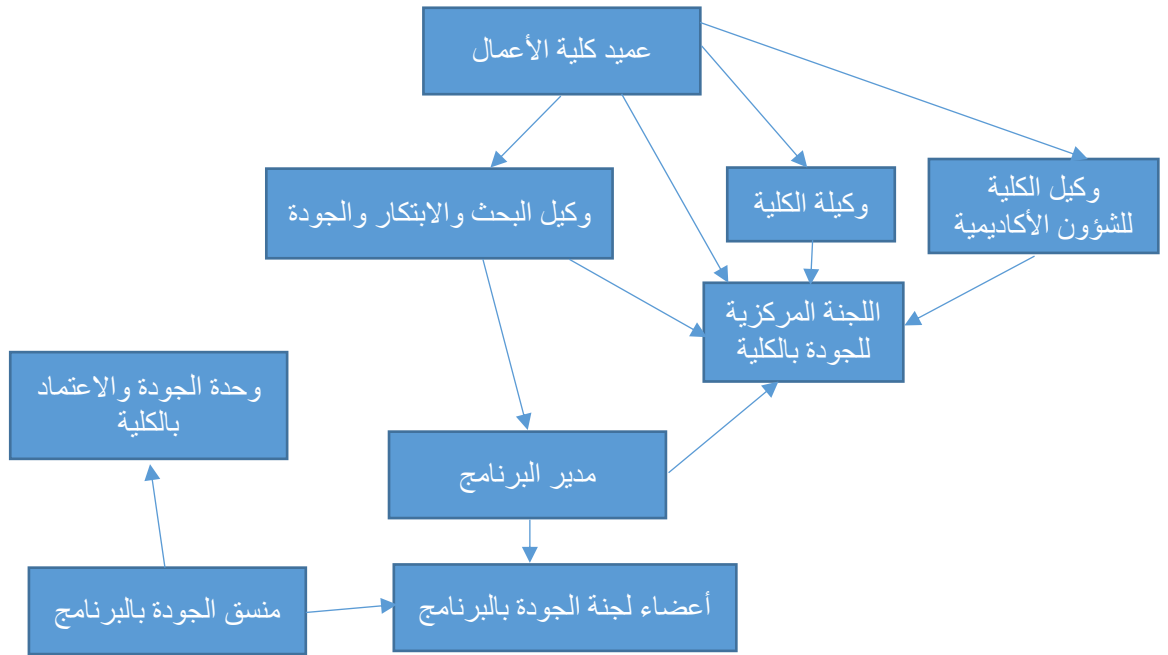 عميد كلية الأعمال
وكيل الكلية
للشؤون الأكاديمية
وكيلة الكلية
وكيل البحث والابتكار والجودة
اللجنة المركزية
للجودة بالكلية
وحدة الجودة والاعتماد
بالكلية
مدير البرنامج
أعضاء لجنة الجودة بالبرنامج
منسق الجودة بالبرنامج